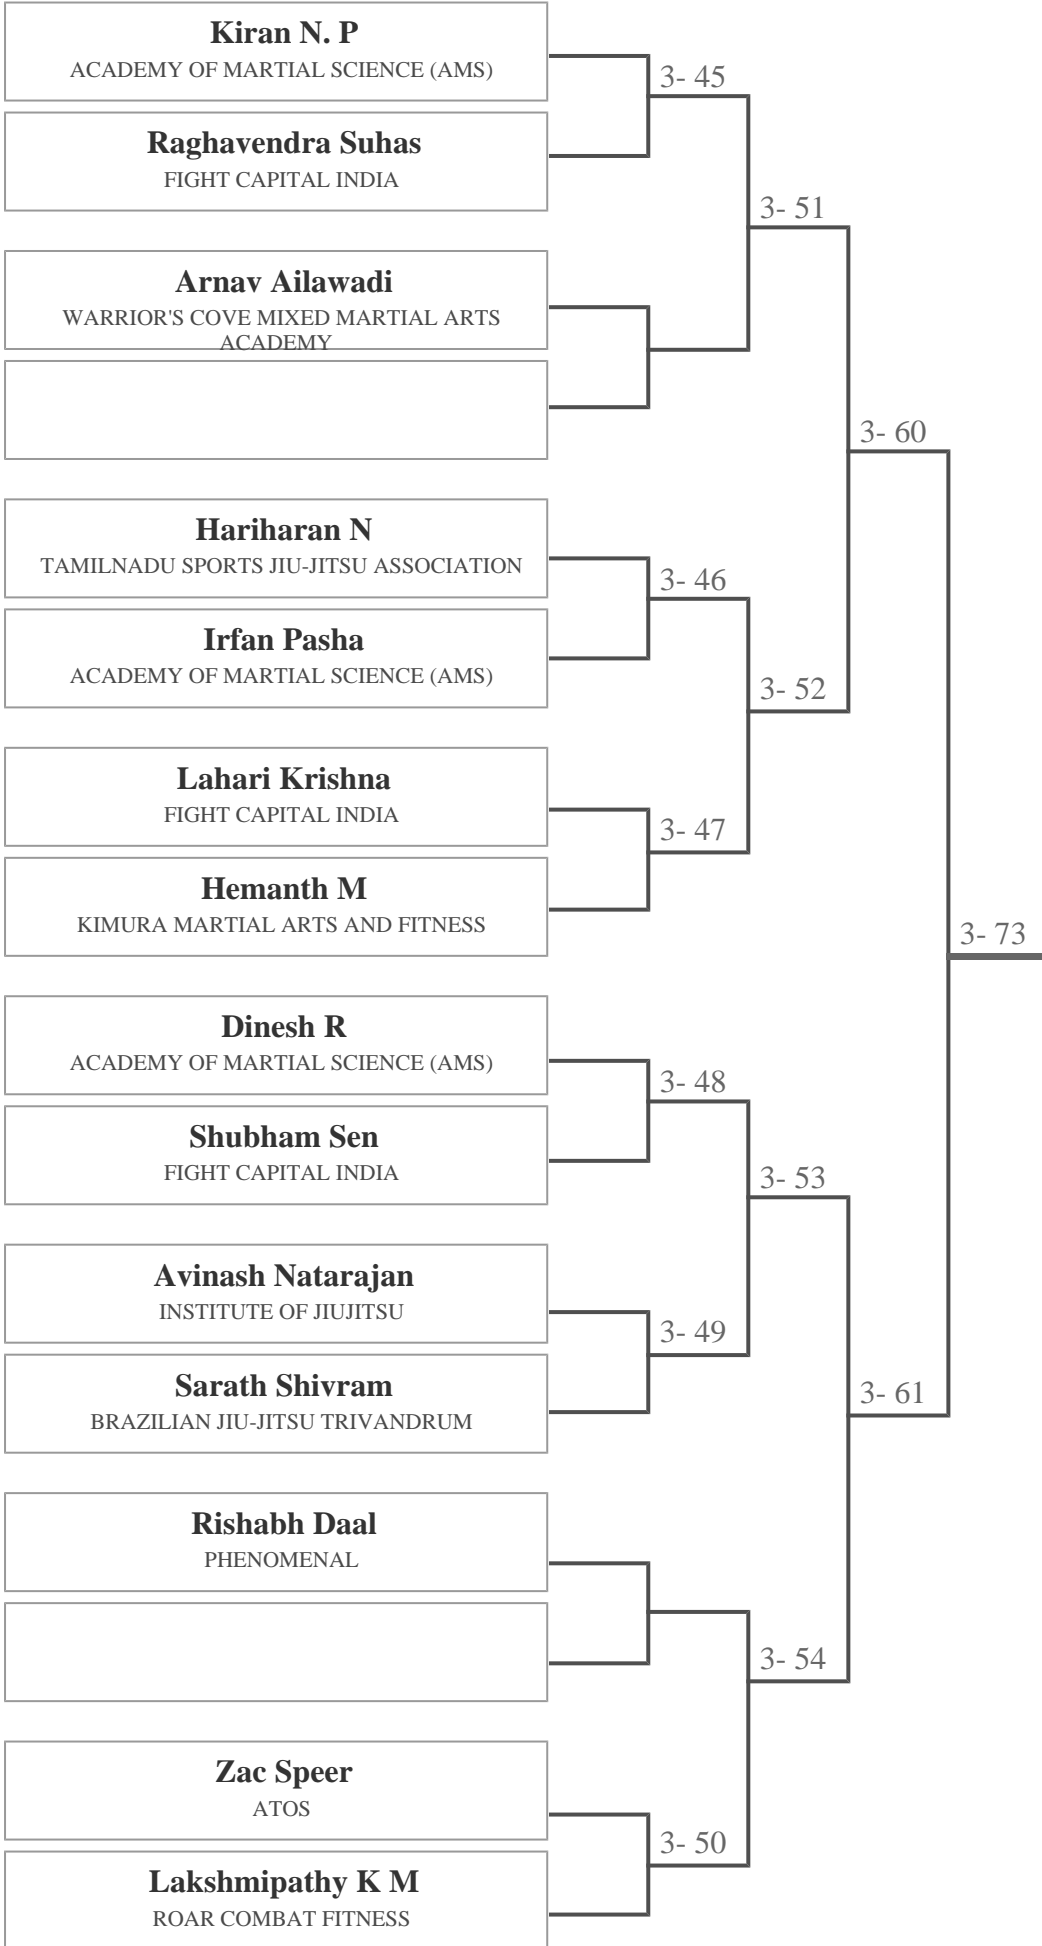 Kiran N. P
ACADEMY OF MARTIAL SCIENCE (AMS)
3- 45
Raghavendra Suhas
FIGHT CAPITAL INDIA
3- 51
Arnav Ailawadi
WARRIOR'S COVE MIXED MARTIAL ARTS
ACADEMY
3- 60
Hariharan N
TAMILNADU SPORTS JIU-JITSU ASSOCIATION
3- 46
Irfan Pasha
ACADEMY OF MARTIAL SCIENCE (AMS)
3- 52
Lahari Krishna
FIGHT CAPITAL INDIA
3- 47
Hemanth M
KIMURA MARTIAL ARTS AND FITNESS
3- 73
Dinesh R
ACADEMY OF MARTIAL SCIENCE (AMS)
3- 48
Shubham Sen
FIGHT CAPITAL INDIA
3- 53
Avinash Natarajan
INSTITUTE OF JIUJITSU
3- 49
Sarath Shivram
BRAZILIAN JIU-JITSU TRIVANDRUM
3- 61
Rishabh Daal
PHENOMENAL
3- 54
Zac Speer
ATOS
3- 50
Lakshmipathy K M
ROAR COMBAT FITNESS